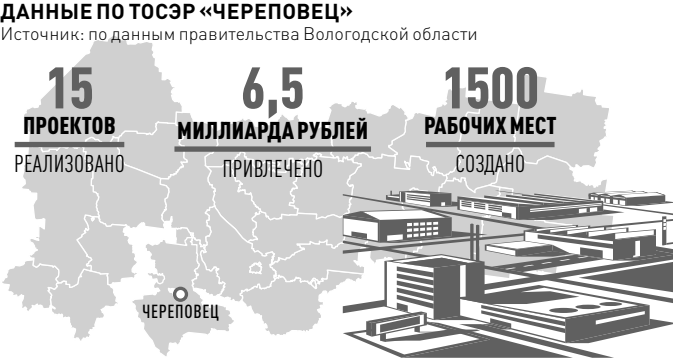 ДАННЫЕ ПО ТОСЭР «ЧЕРЕПОВЕЦ»
Источник: по данным правительства Вологодской области
15
ПРОЕКТОВ
РЕАЛИЗОВАНО
6,5
МИЛЛИАРДА РУБЛЕЙ
ПРИВЛЕЧЕНО
1500
РАБОЧИХ МЕСТ
СОЗДАНО
ЧЕРЕПОВЕЦ